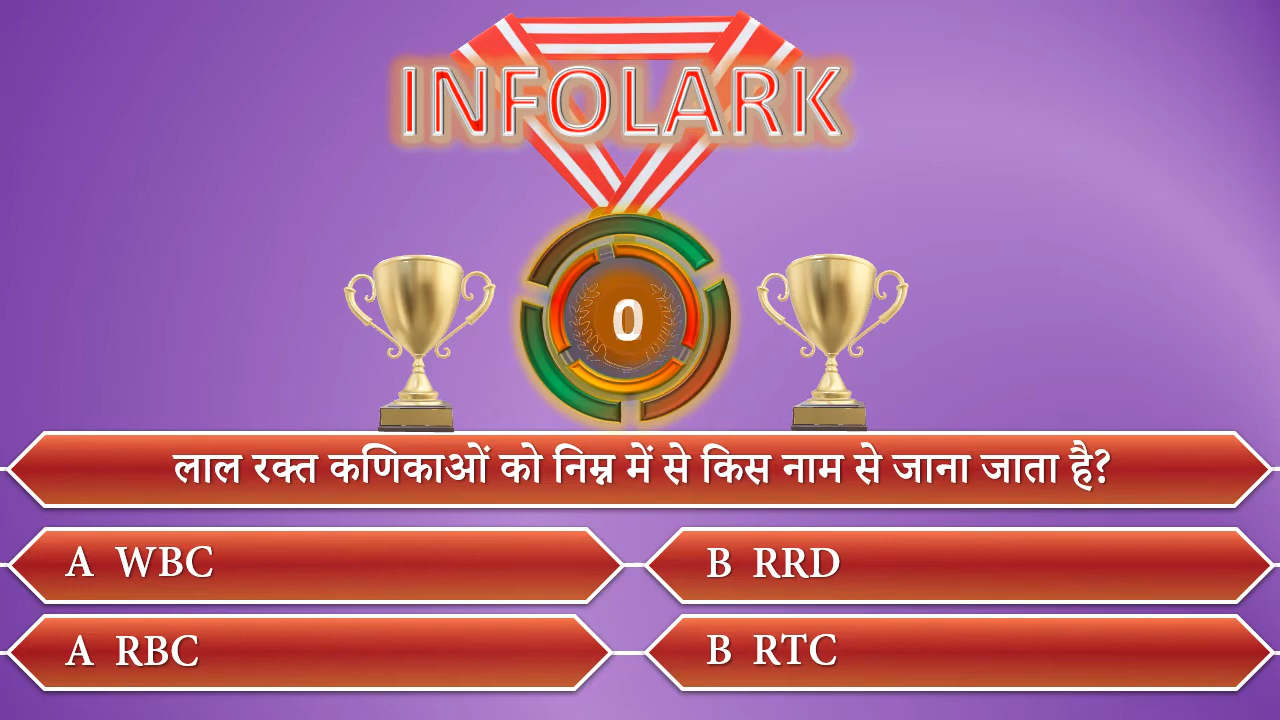 INFOLARK
0
लाल रक्त कणिकाओं को निम्न में से किस नाम से जाना जाता है?
A WBC
B RRD
A RBC
B RTC